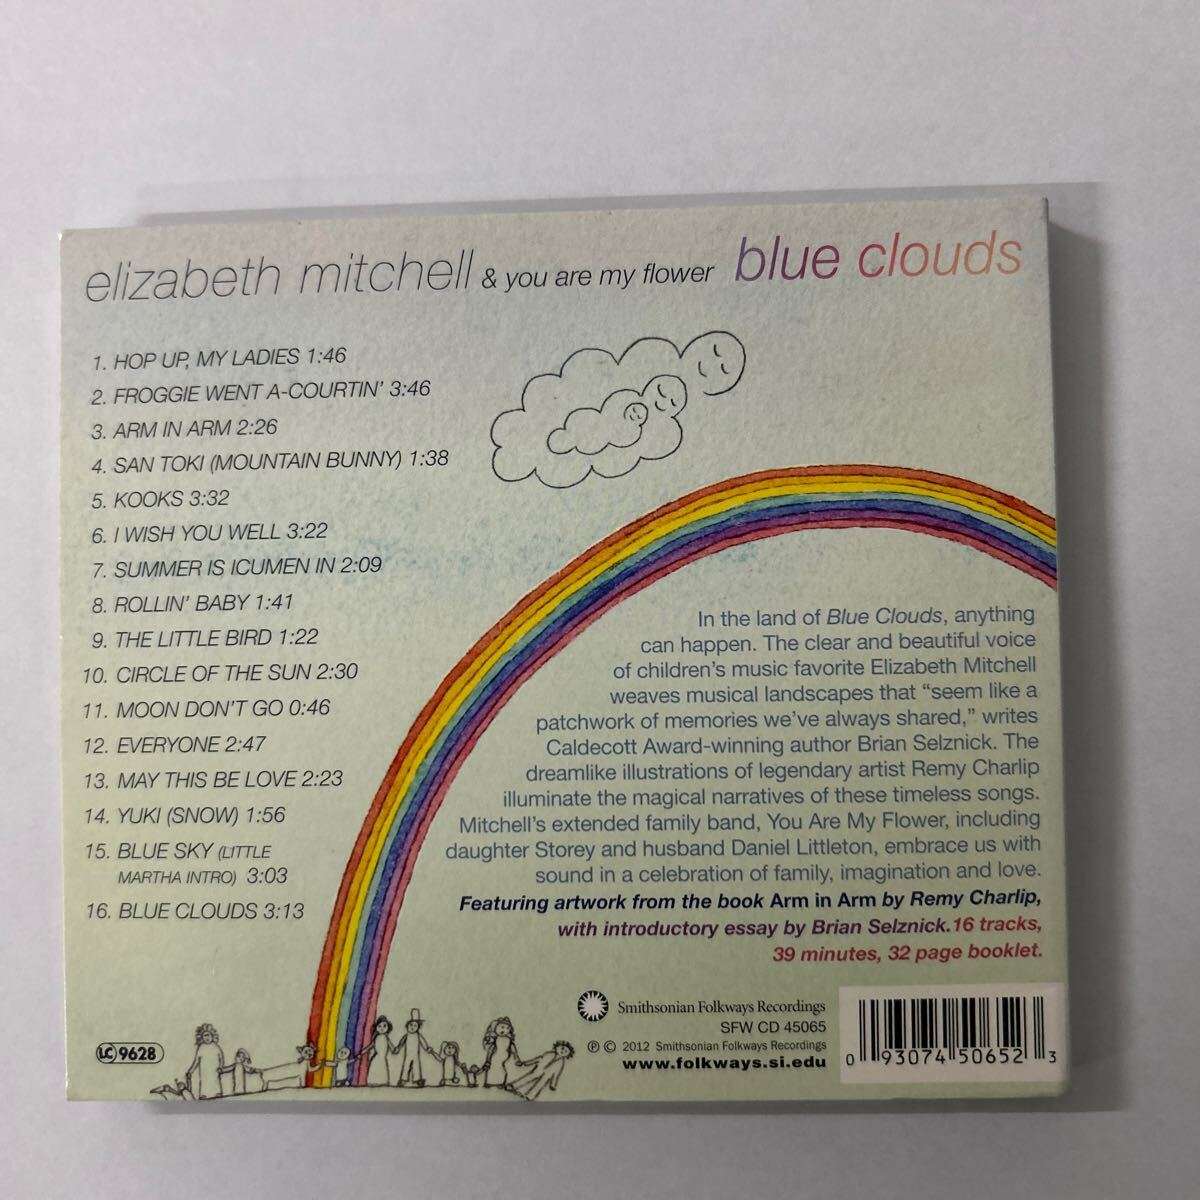 elizabeth mitchell & you are my flower blue clouds
1. HOP UP, MY LADIES 1:46
2. FROGGIE WENT A-COURTIN' 3:46
3. ARM IN ARM 2:26
4. SAN TOKI (MOUNTAIN BUNNY) 1:38
5. KOOKS 3:32
6. I WISH YOU WELL 3:22
7. SUMMER IS ICUMEN IN 2:09
8. ROLLIN' BABY 1:41
9. THE LITTLE BIRD 1:22
10. CIRCLE OF THE SUN 2:30
11. MOON DON'T GO 0:46
12. EVERYONE 2:47
13. MAY THIS BE LOVE 2:23
14. YUKI (SNOW) 1:56
15. BLUE SKY (LITTLE
MARTHA INTRO) 3:03
16. BLUE CLOUDS 3:13
In the land of Blue Clouds, anything
can happen. The clear and beautiful voice
of children's music favorite Elizabeth Mitchell
weaves musical landscapes that “seem like a
patchwork of memories we've always shared,” writes
Caldecott Award-winning author Brian Selznick. The
dreamlike illustrations of legendary artist Remy Charlip
illuminate the magical narratives of these timeless songs.
Mitchell's extended family band, You Are My Flower, including
daughter Storey and husband Daniel Littleton, embrace us with
sound in a celebration of family, imagination and love.
Featuring artwork from the book Arm in Arm by Remy Charlip,
with introductory essay by Brian Selznick. 16 tracks,
39 minutes, 32 page booklet.
LC 9628
Smithsonian Folkways Recordings
SFW CD 45065
℗ © 2012 Smithsonian Folkways Recordings
www.folkways.si.edu
0 93074 50652 3